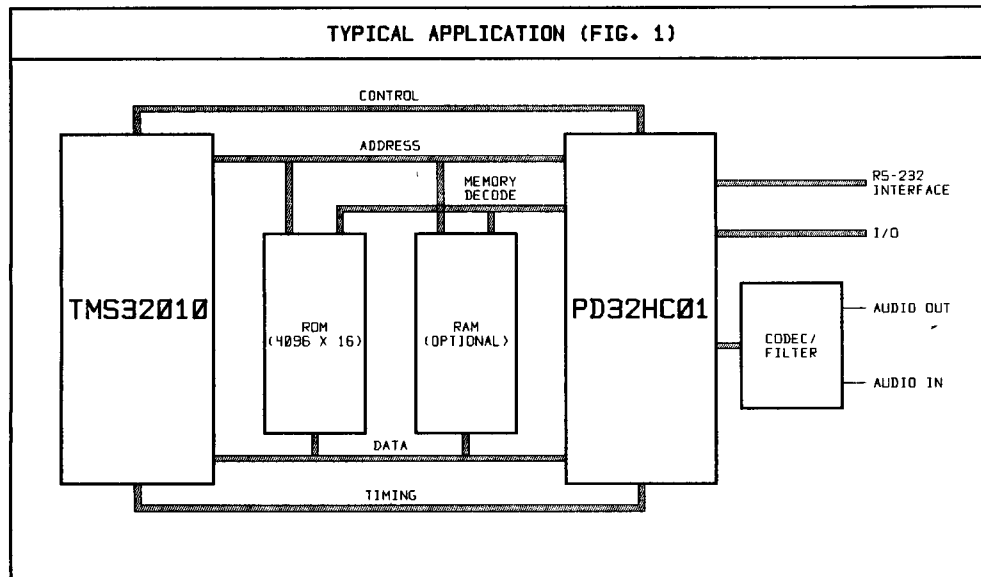 TYPICAL APPLICATION (FIG. 1)
CONTROL
ADDRESS
MEMORY
DECODE
RS-232
INTERFACE
I/O
TMS32010
ROM
(4096 X 16)
RAM
(OPTIONAL)
PD32HC01
CODEC/
FILTER
AUDIO OUT
AUDIO IN
DATA
TIMING